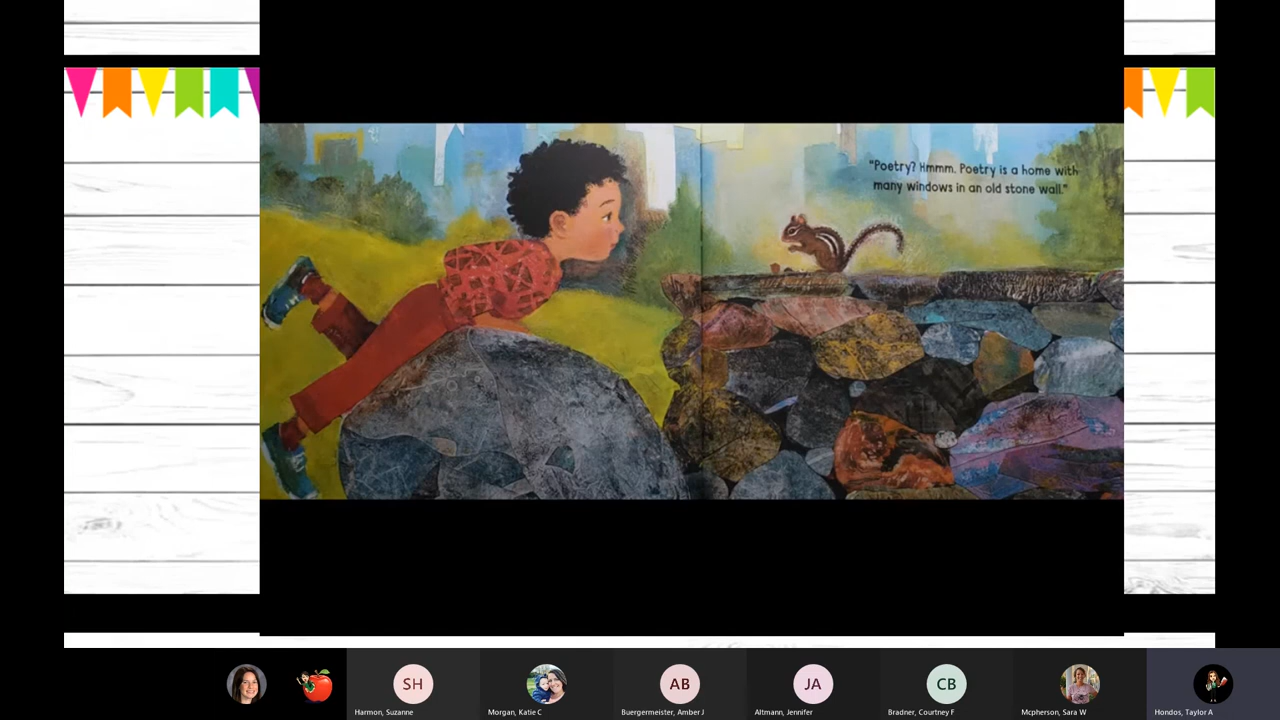 "Poetry? Hmmm. Poetry is a home with
many windows in an old stone wall."
SH
AB
JA
CB
Harmon, Suzanne
Morgan, Katie C
Buergermeister, Amber J
Altmann, Jennifer
Bradner, Courtney F
Mcpherson, Sara W
Hondos, Taylor A